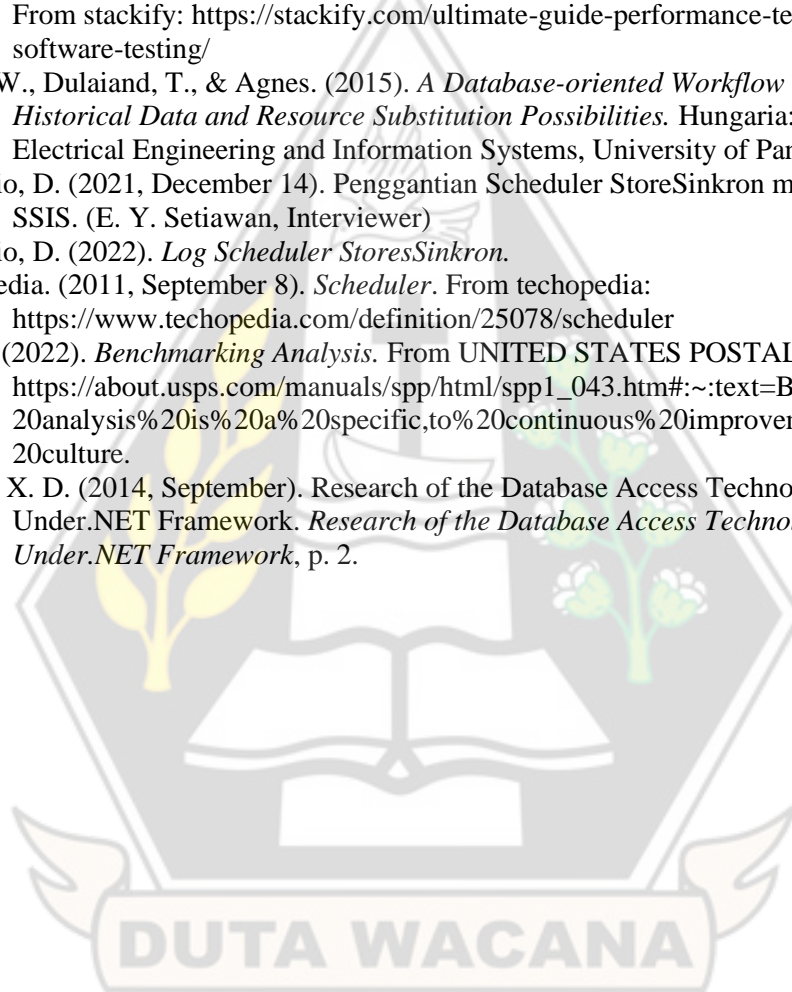 From stackify: https://stackify.com/ultimate-guide-performance-te
software-testing/
W., Dulaiand, T., & Agnes. (2015). A Database-oriented Workflow
Historical Data and Resource Substitution Possibilities. Hungaria:
Electrical Engineering and Information Systems, University of Pan
io, D. (2021, December 14). Penggantian Scheduler StoreSinkron m
SSIS. (E. Y. Setiawan, Interviewer)
io, D. (2022). Log Scheduler StoresSinkron.
edia. (2011, September 8). Scheduler. From techopedia:
https://www.techopedia.com/definition/25078/scheduler
(2022). Benchmarking Analysis. From UNITED STATES POSTAL
https://about.usps.com/manuals/spp/html/spp1_043.htm#:~:text=B
20analysis%20is%20a%20specific,to%20continuous%20improver
20culture.
X. D. (2014, September). Research of the Database Access Techno
Under.NET Framework. Research of the Database Access Techno
Under.NET Framework, p. 2.
DUTA WACANA